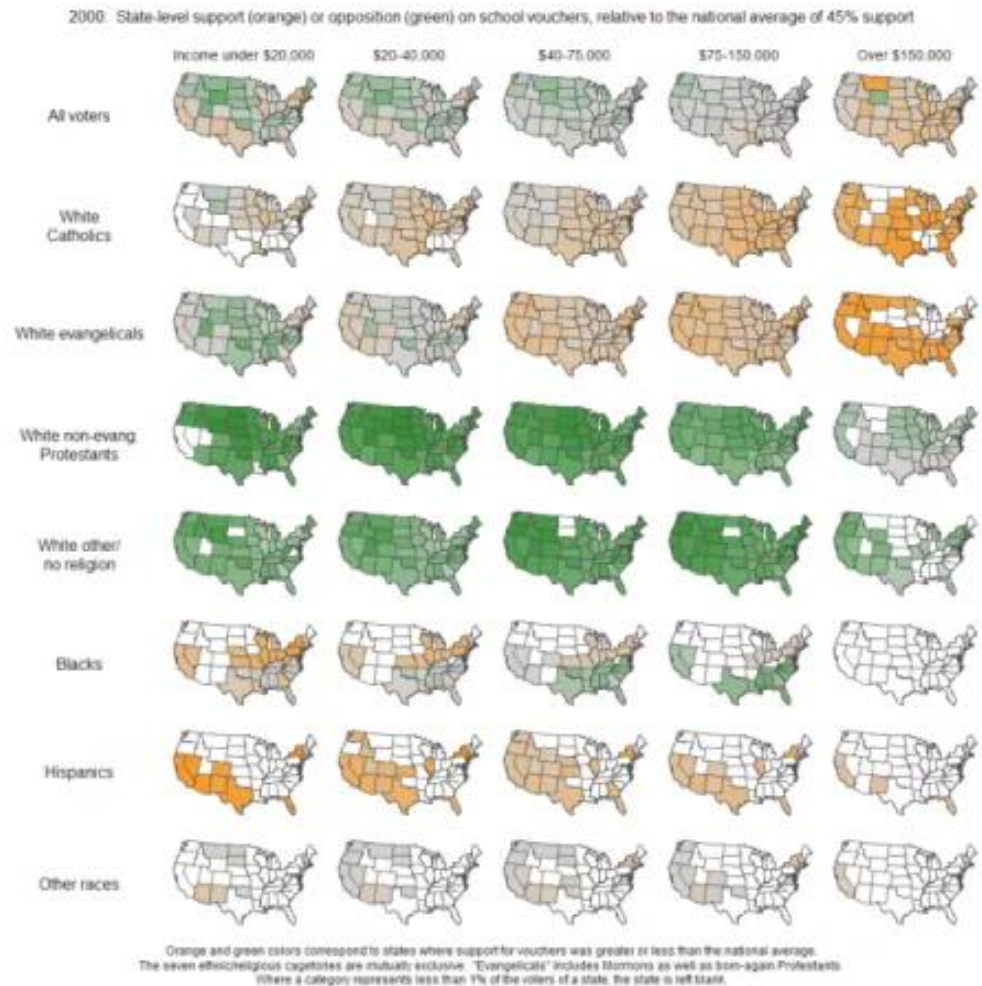 2000: State-level support (orange) or opposition (green) on school vouchers, relative to the national average of 45% support
Income under $20,000 $20-40,000 $40-75,000 $75-150,000 Over $150,000
All voters
White
Catholics
White evangelicals
White non-evang.
Protestants
White other/
no religion
Blacks
Hispanics
Other races
Orange and green colors correspond to states where support for vouchers was greater or less than the national average.
The seven ethnic/religious cagetories are mutually exclusive. "Evangelicals" includes Mormons as well as born-again Protestants.
Where a category represents less than 1% of the voters of a state, the state is left blank.